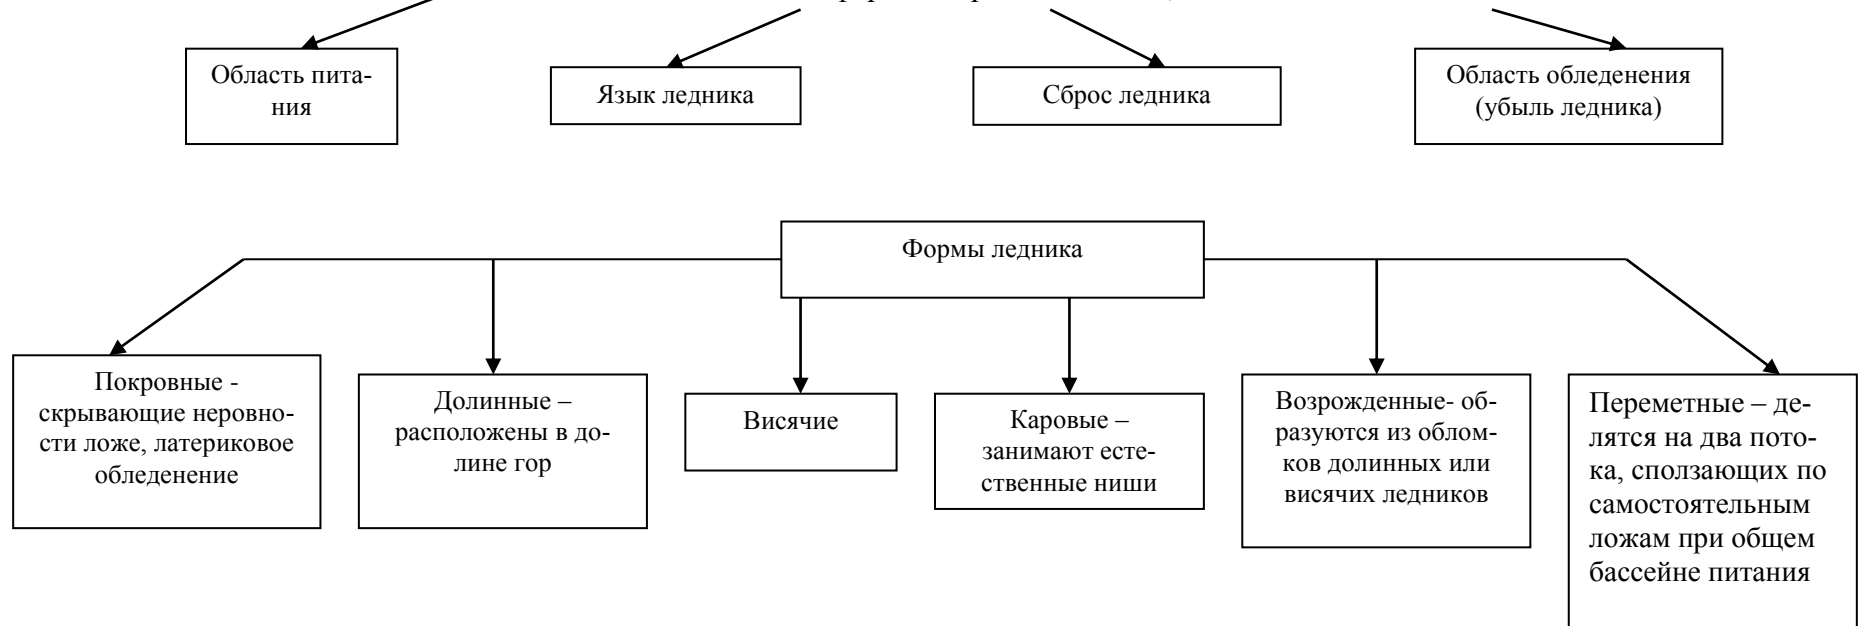 Область пита-
ния
Язык ледника
Сброс ледника
Область обледенения
(убыль ледника)
Формы ледника
Покровные -
скрывающие неровно-
сти ложе, латериковое
обледенение
Долинные –
расположены в до-
лине гор
Висячие
Каровые –
занимают есте-
ственные ниши
Возрожденные- об-
разуются из облом-
ков долинных или
висячих ледников
Переметные – де-
лятся на два пото-
ка, сползающих по
самостоятельным
ложам при общем
бассейне питания